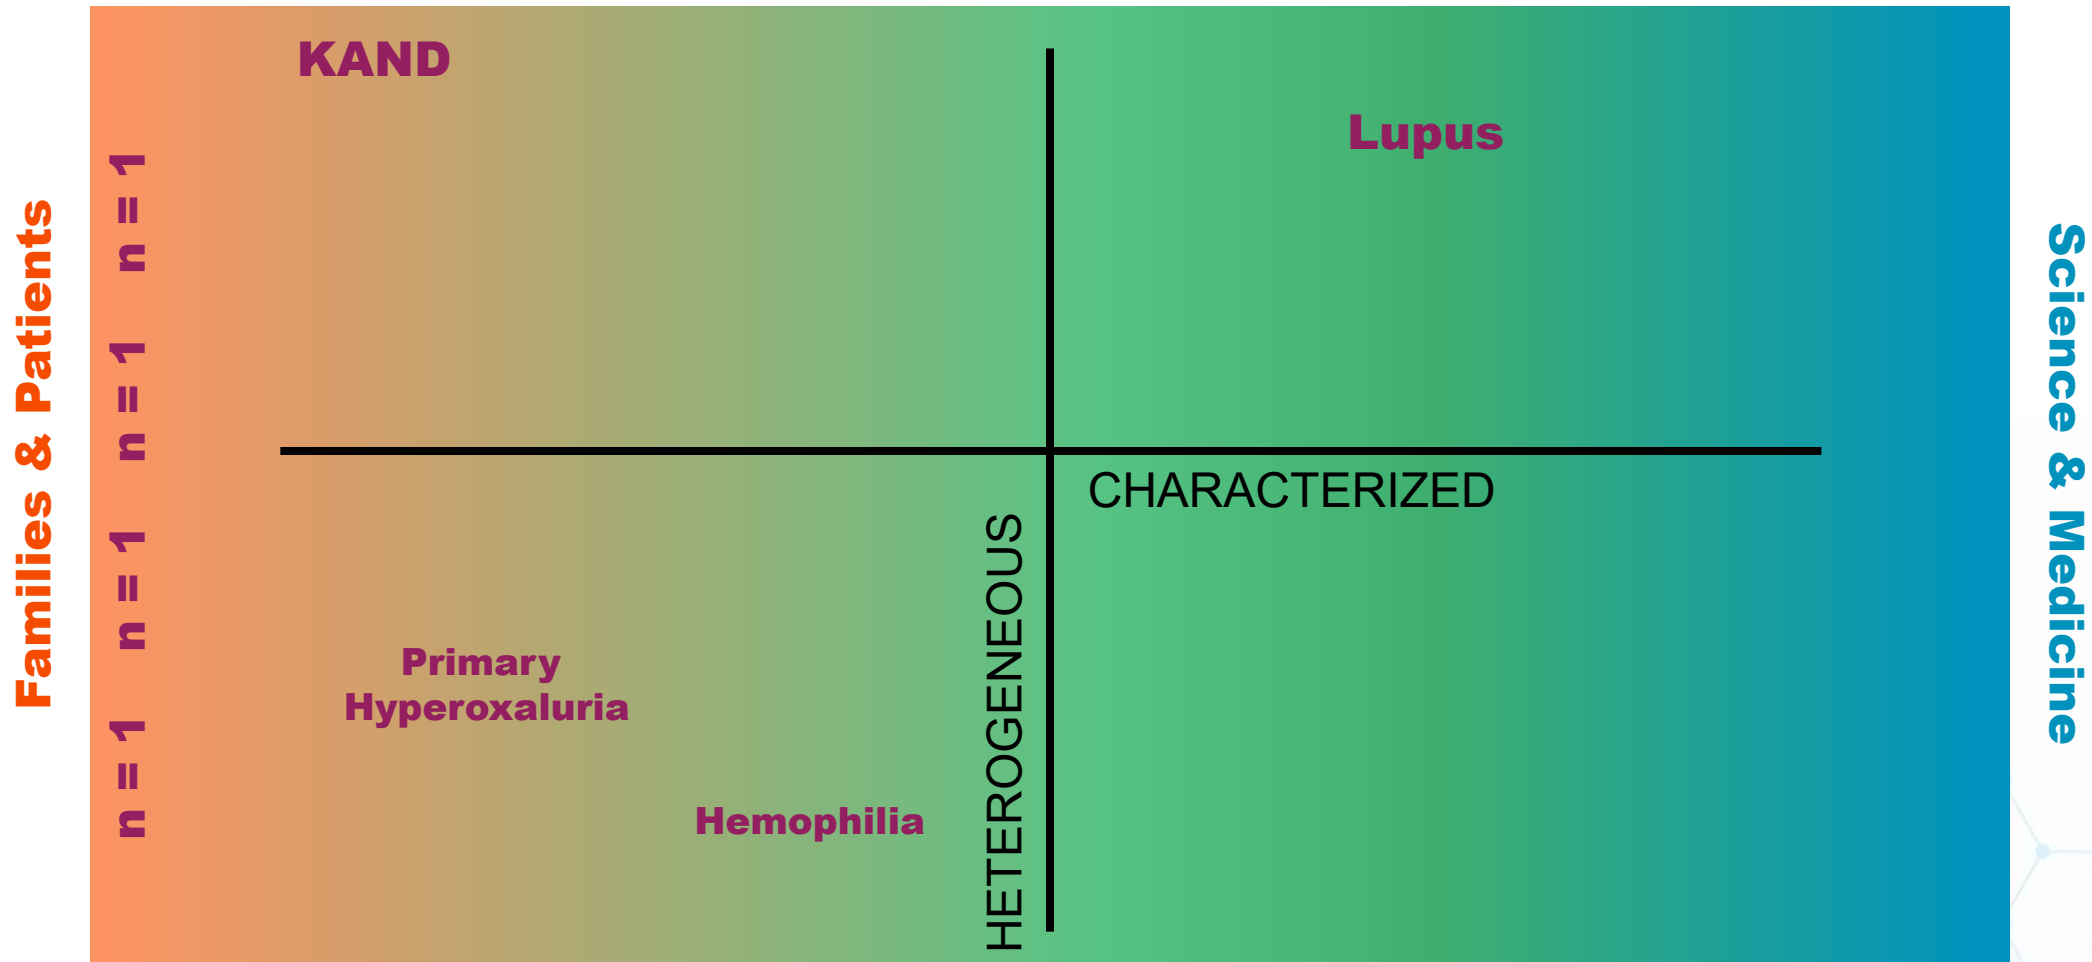 KAND
Lupus
Families & Patients
n = 1 n = 1 n = 1 n = 1
CHARACTERIZED
HETEROGENEOUS
Primary
Hyperoxaluria
Hemophilia
Science & Medicine